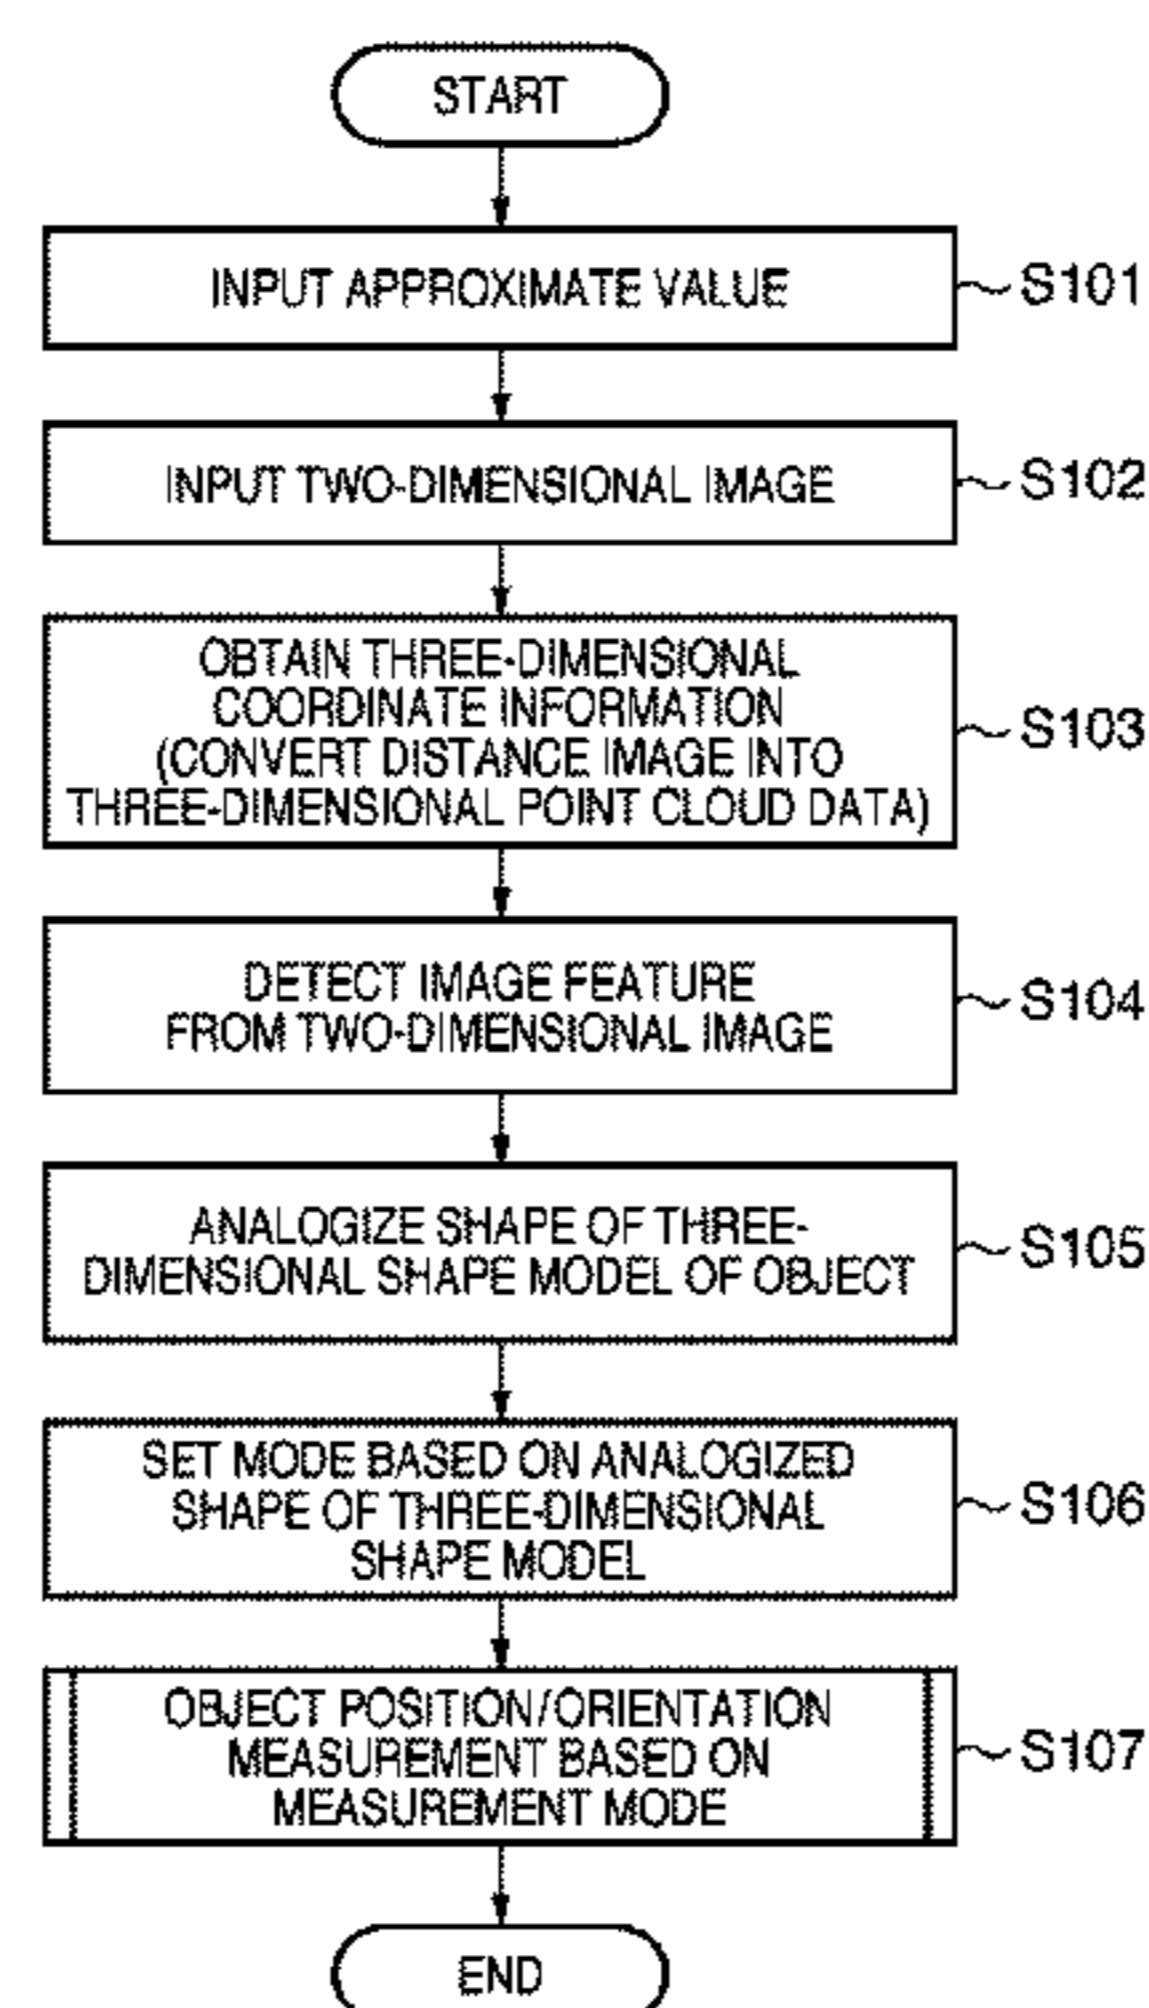 START
INPUT APPROXIMATE VALUE
S101
INPUT TWO-DIMENSIONAL IMAGE
S102
OBTAIN THREE-DIMENSIONAL
COORDINATE INFORMATION
(CONVERT DISTANCE IMAGE INTO
THREE-DIMENSIONAL POINT CLOUD DATA)
S103
DETECT IMAGE FEATURE
FROM TWO-DIMENSIONAL IMAGE
S104
ANALOGIZE SHAPE OF THREE-
DIMENSIONAL SHAPE MODEL OF OBJECT
S105
SET MODE BASED ON ANALOGIZED
SHAPE OF THREE-DIMENSIONAL
SHAPE MODEL
S106
OBJECT POSITION/ORIENTATION
MEASUREMENT BASED ON
MEASUREMENT MODE
S107
END